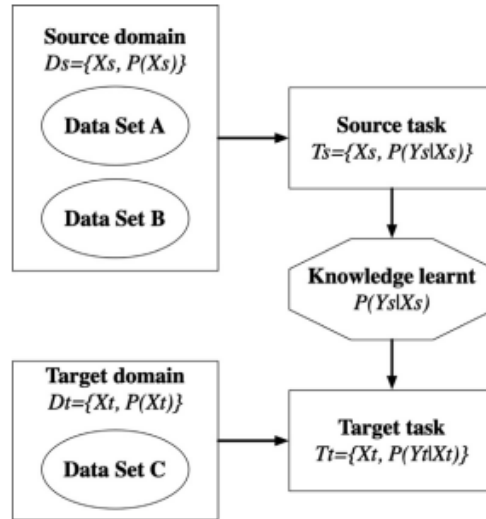 Source domain
Ds={Xs, P(Xs)}
Data Set A
Data Set B
Source task
Ts={Xs, P(Ys|Xs)}
Knowledge learnt
P(Ys|Xs)
Target domain
Dt={Xt, P(Xt)}
Data Set C
Target task
Tt={Xt, P(Yt|Xt)}